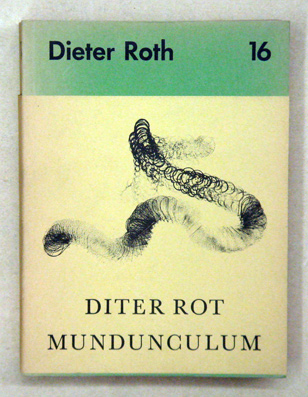 Dieter Roth 16
DITER ROT
MUNDUNCULUM